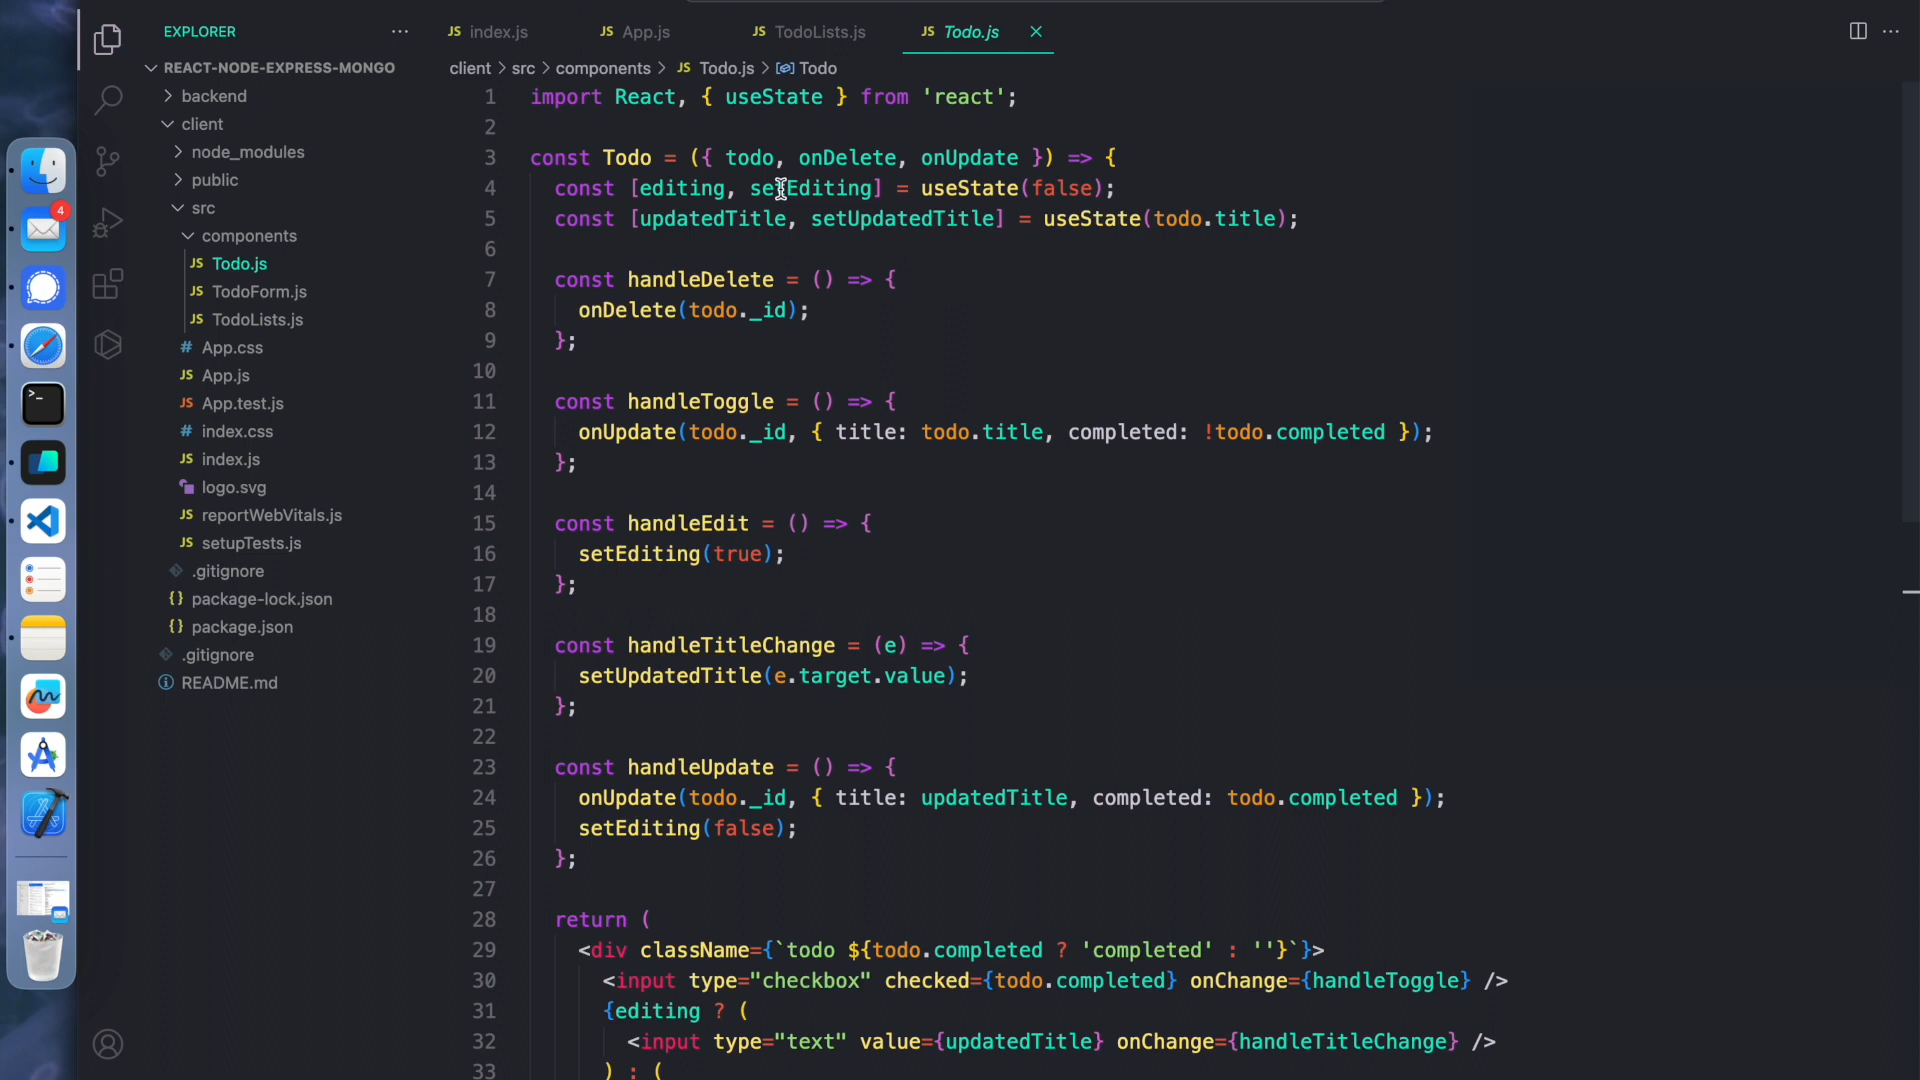 EXPLORER
REACT-NODE-EXPRESS-MONGO
backend
client
node_modules
public
src
components
JS Todo.js
JS TodoForm.js
JS TodoLists.js
# App.css
JS App.js
JS App.test.js
# index.css
JS index.js
logo.svg
JS reportWebVitals.js
JS setupTests.js
.gitignore
{} package-lock.json
{} package.json
.gitignore
README.md
4
JS index.js
JS App.js
JS TodoLists.js
JS Todo.js
client > src > components > JS Todo.js > Todo
1 import React, { useState } from 'react';
2
3 const Todo = ({ todo, onDelete, onUpdate }) => {
4 const [editing, setEditing] = useState(false);
5 const [updatedTitle, setUpdatedTitle] = useState(todo.title);
6
7 const handleDelete = () => {
8 onDelete(todo._id);
9 };
10
11 const handleToggle = () => {
12 onUpdate(todo._id, { title: todo.title, completed: !todo.completed });
13 };
14
15 const handleEdit = () => {
16 setEditing(true);
17 };
18
19 const handleTitleChange = (e) => {
20 setUpdatedTitle(e.target.value);
21 };
22
23 const handleUpdate = () => {
24 onUpdate(todo._id, { title: updatedTitle, completed: todo.completed });
25 setEditing(false);
26 };
27
28 return (
29 <div className={`todo ${todo.completed ? 'completed' : ''}`}>
30 <input type="checkbox" checked={todo.completed} onChange={handleToggle} />
31 {editing ? (
32 <input type="text" value={updatedTitle} onChange={handleTitleChange} />
33 ) : (